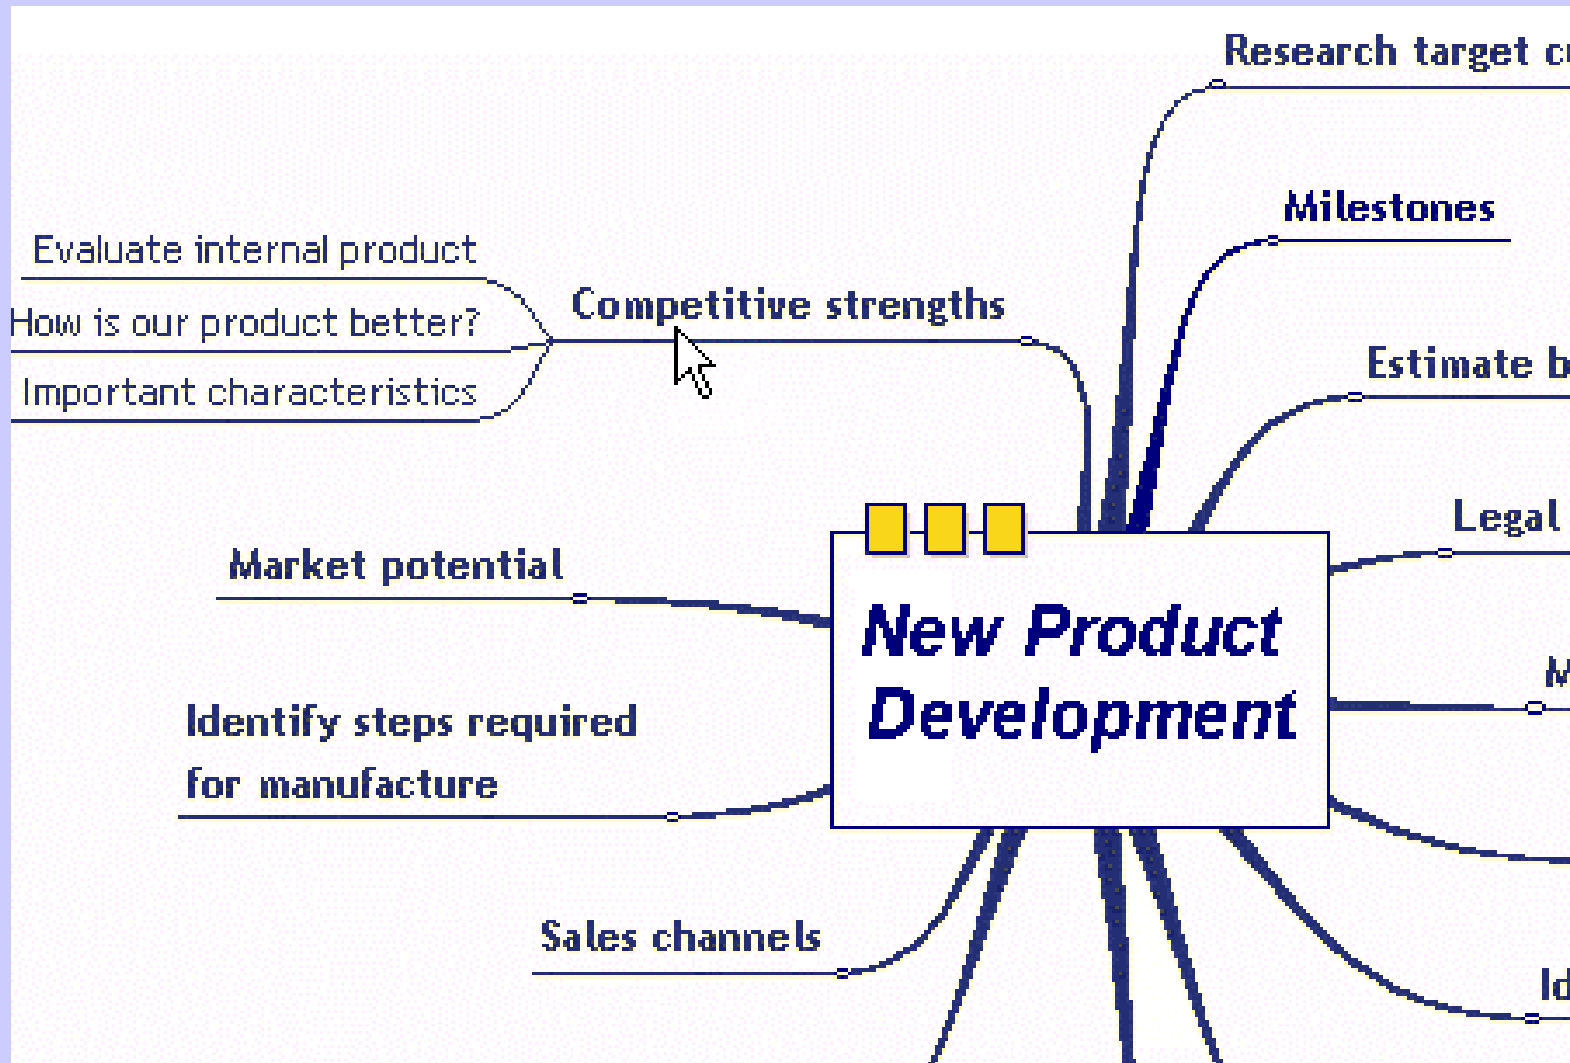 Research target
Milestones
Evaluate internal product
Competitive strengths
How is our product better?
Estimate
Important characteristics
Legal
Market potential
New Product
Development
Identify steps required
for manufacture
Sales channels